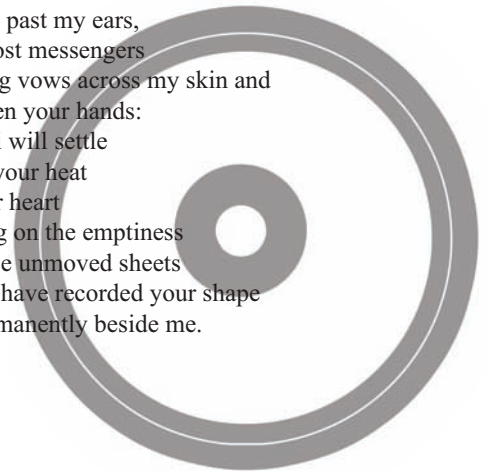 past my ears,
ost messengers
g vows across my skin and
en your hands:
i will settle
your heat
r heart
g on the emptiness
e unmoved sheets
have recorded your shape
manently beside me.